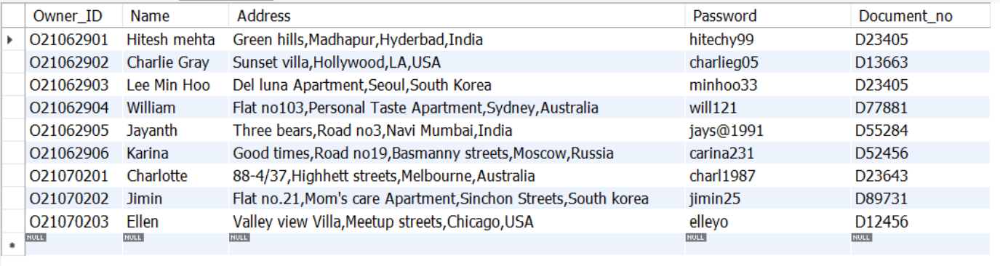 Owner_ID Name Address Password Document_no
O21062901 Hitesh mehta Green hills,Madhapur,Hyderbad,India hitechy99 D23405
O21062902 Charlie Gray Sunset villa,Hollywood,LA,USA charlieg05 D13663
O21062903 Lee Min Hoo Del luna Apartment,Seoul,South Korea minhoo33 D23405
O21062904 William Flat no103,Personal Taste Apartment,Sydney,Australia will121 D77881
O21062905 Jayanth Three bears,Road no3,Navi Mumbai,India jays@1991 D55284
O21062906 Karina Good times,Road no19,Basmanny streets,Moscow,Russia carina231 D52456
O21070201 Charlotte 88-4/37,Highhett streets,Melbourne,Australia charl1987 D23643
O21070202 Jimin Flat no.21,Mom's care Apartment,Sinchon Streets,South korea jimin25 D89731
O21070203 Ellen Valley view Villa,Meetup streets,Chicago,USA elleyo D12456
NULL NULL NULL NULL NULL